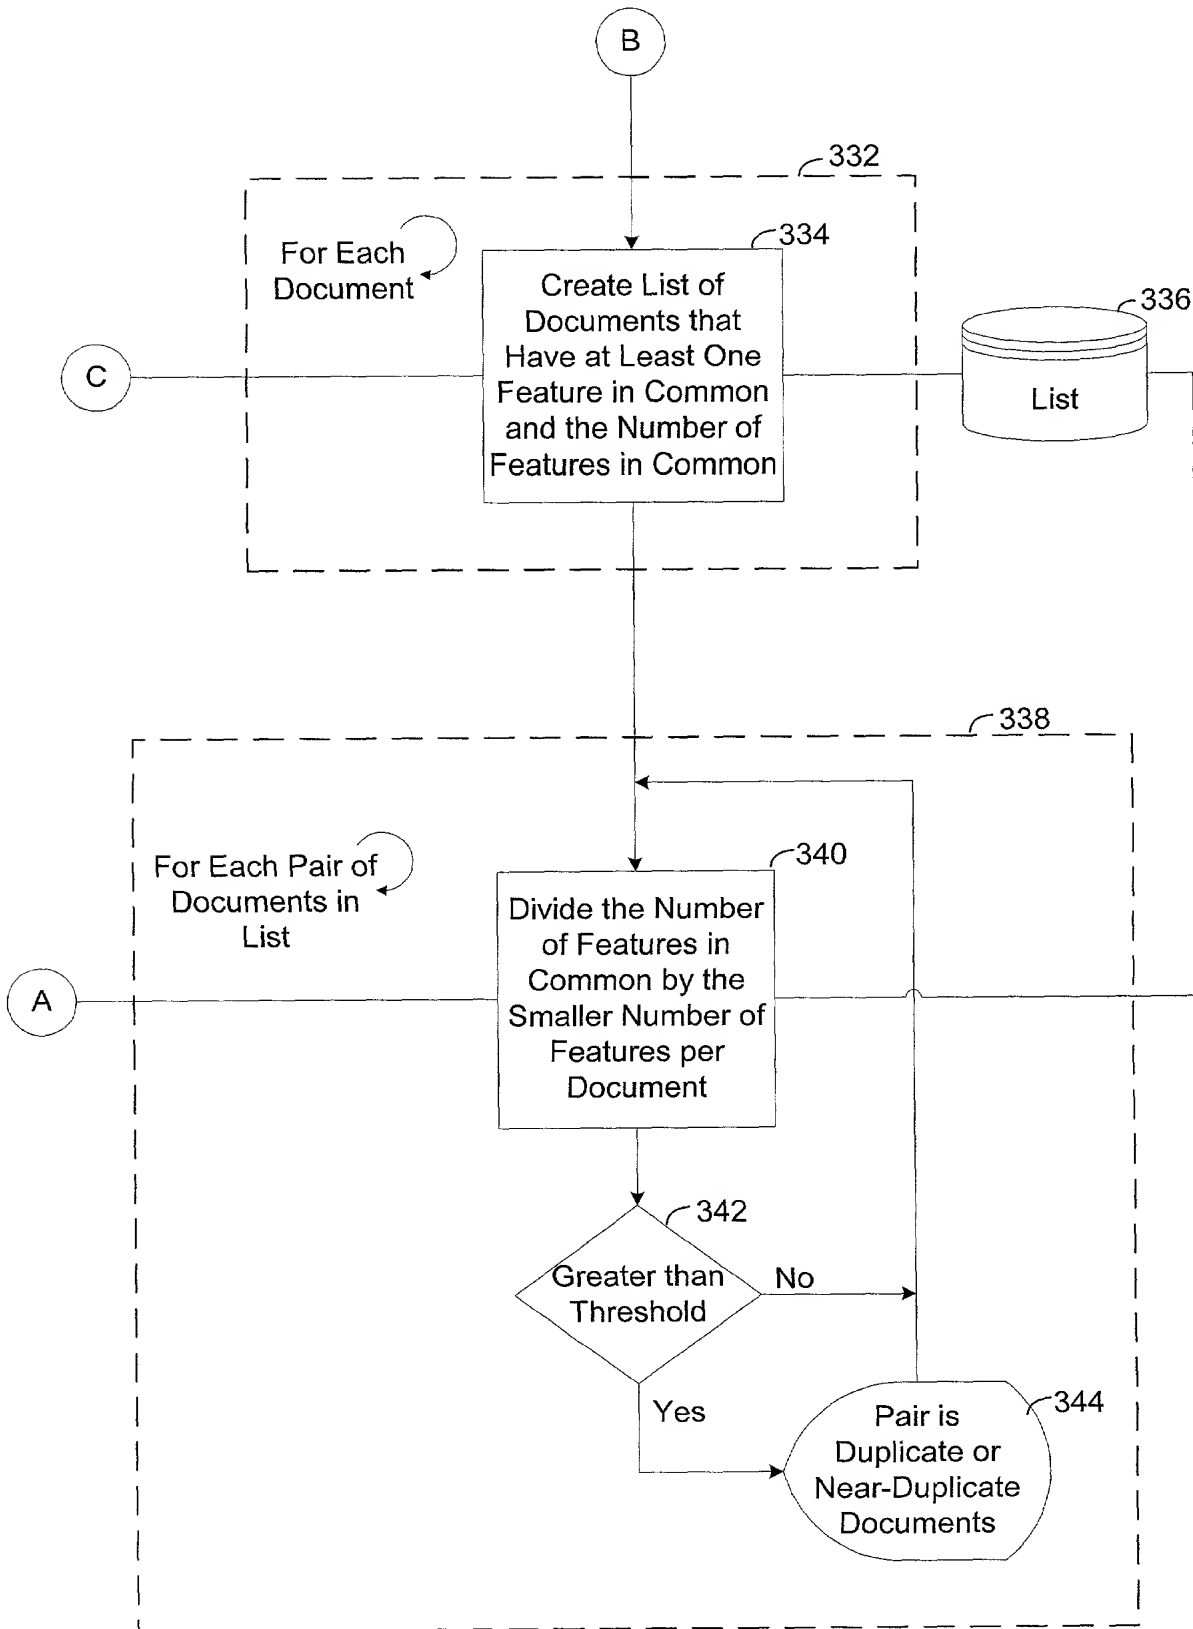 B
332
For Each
Document
334
Create List of
Documents that
Have at Least One
Feature in Common
and the Number of
Features in Common
336
List
C
338
For Each Pair of
Documents in
List
340
Divide the Number
of Features in
Common by the
Smaller Number of
Features per
Document
A
342
Greater than
Threshold
No
Yes
344
Pair is
Duplicate or
Near-Duplicate
Documents